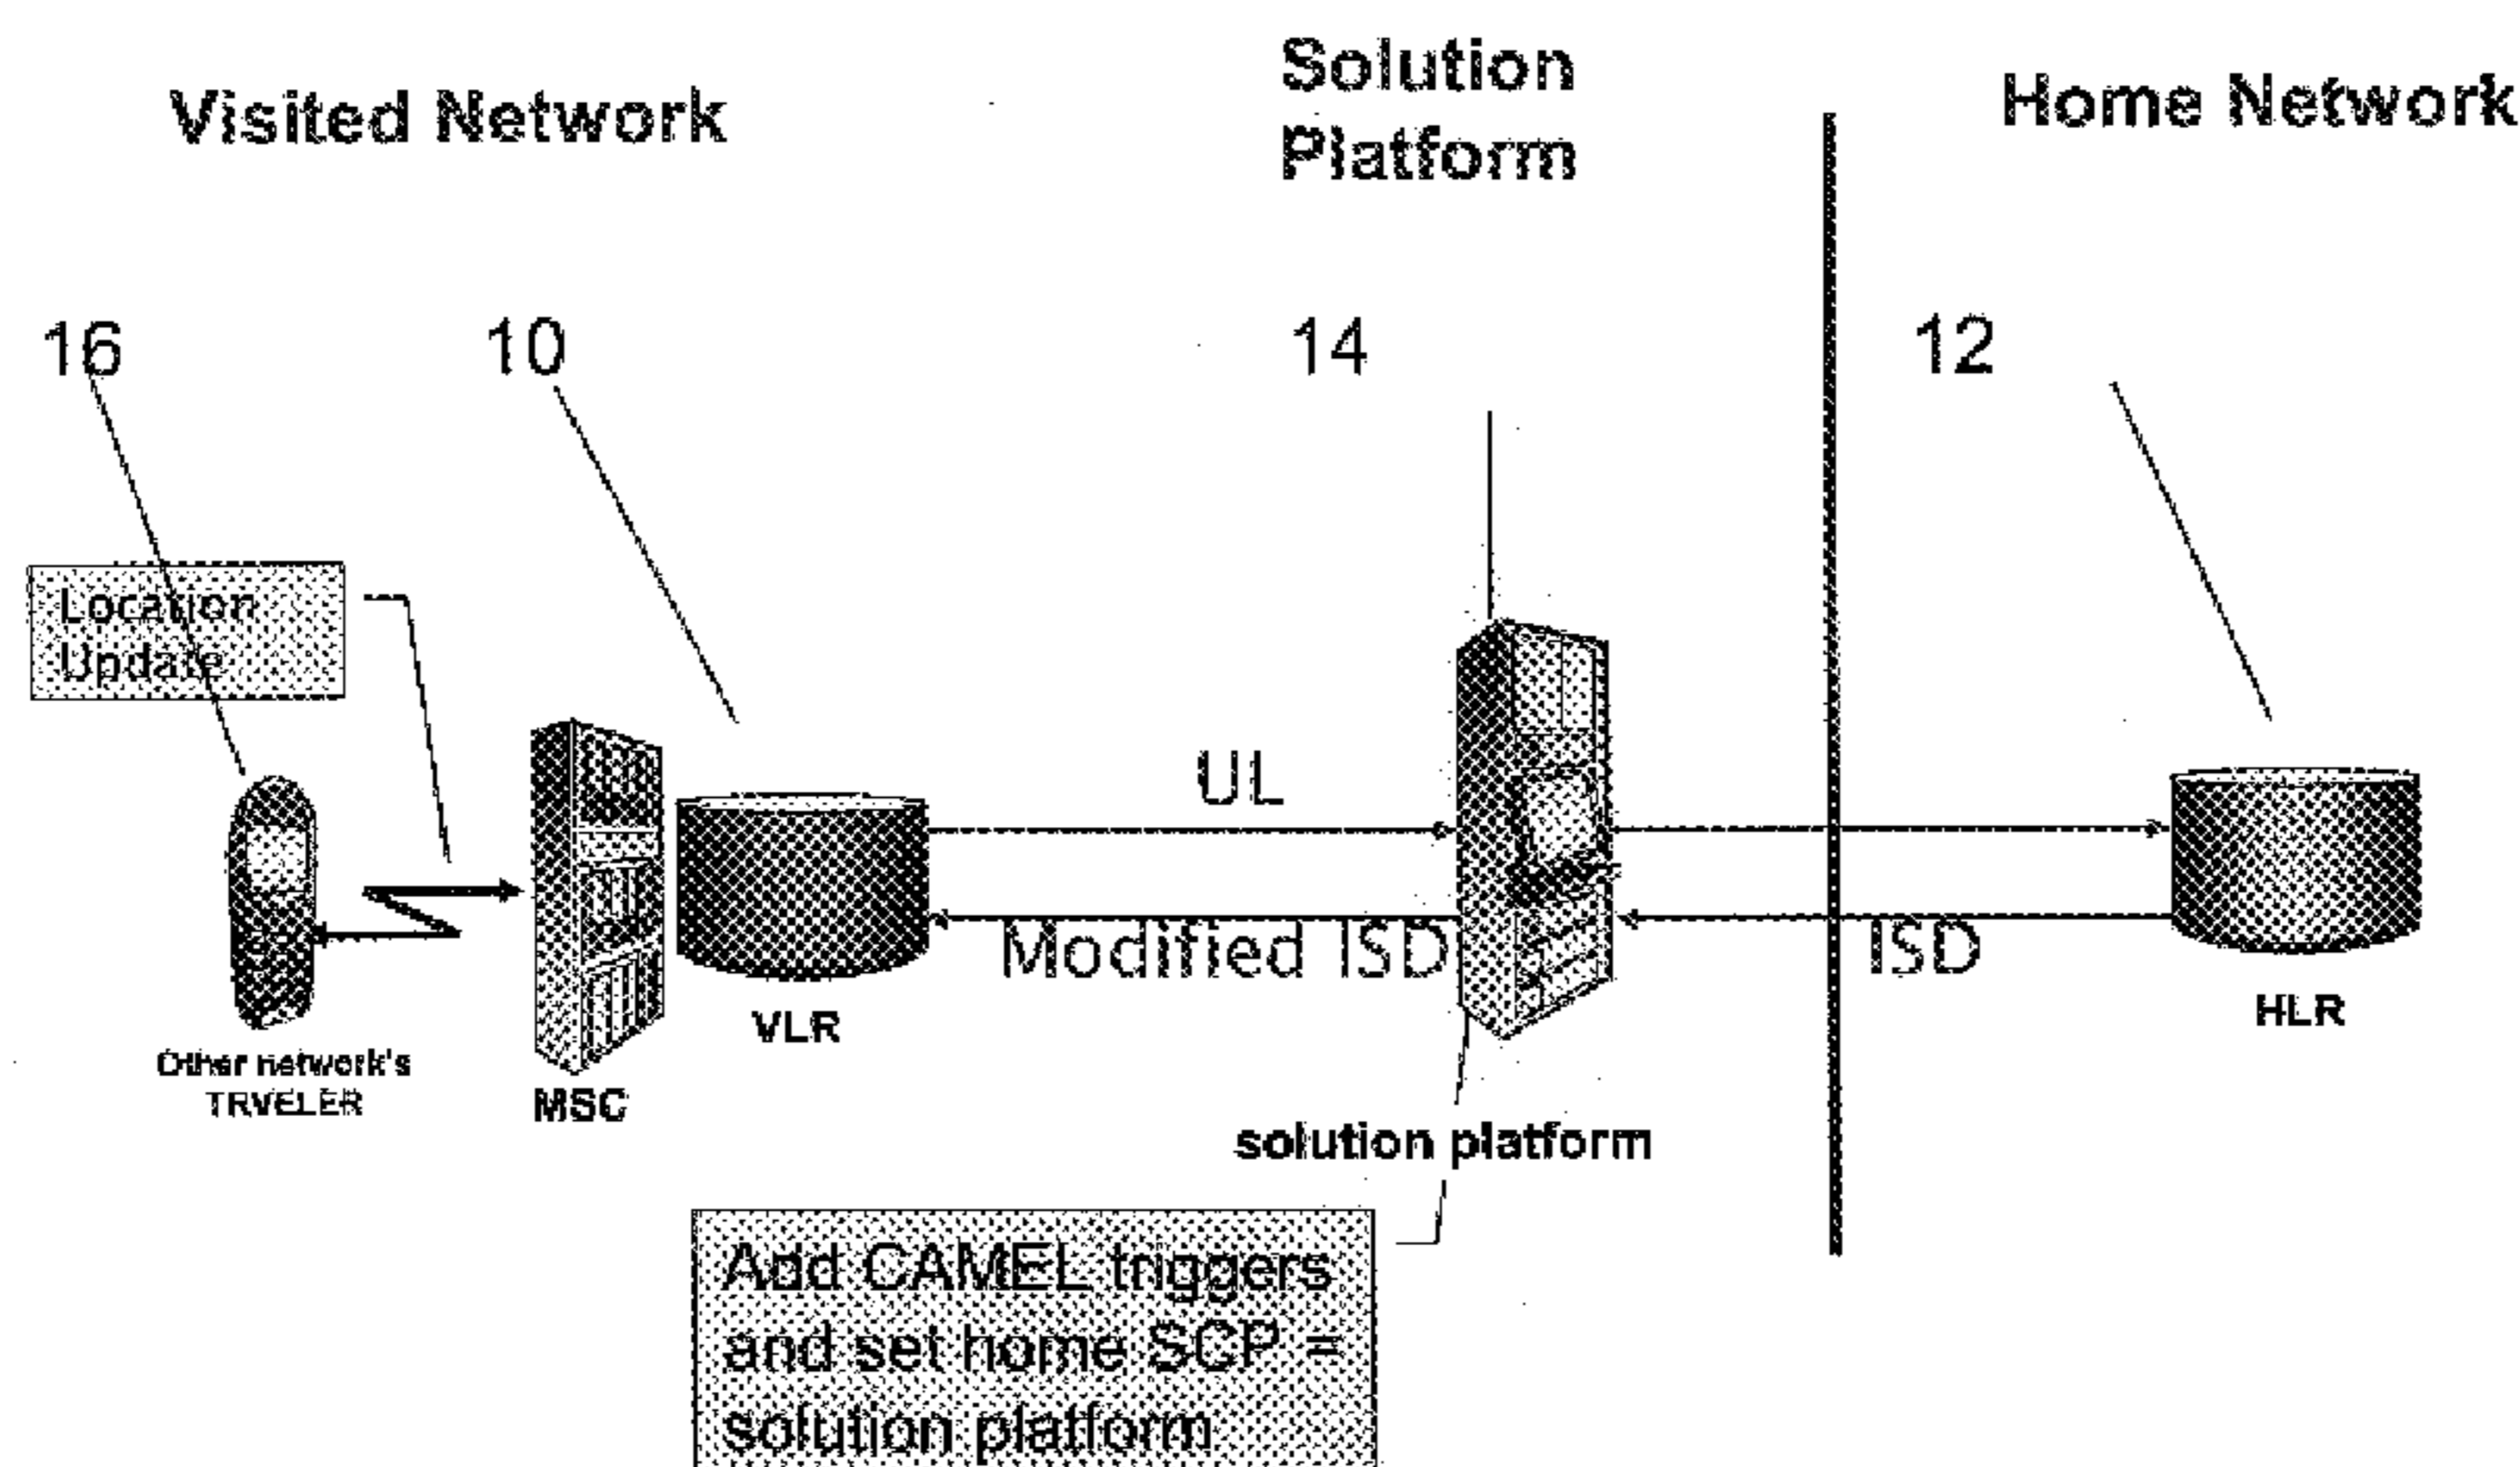 Visited Network
Solution
Platform
Home Network
16
10
14
12
Location
Update
UL
Modified ISD
ISD
VLR
HLR
Other network's
TRVELER
MSC
solution platform
Add CAMEL triggers
and set home SCP =
solution platform